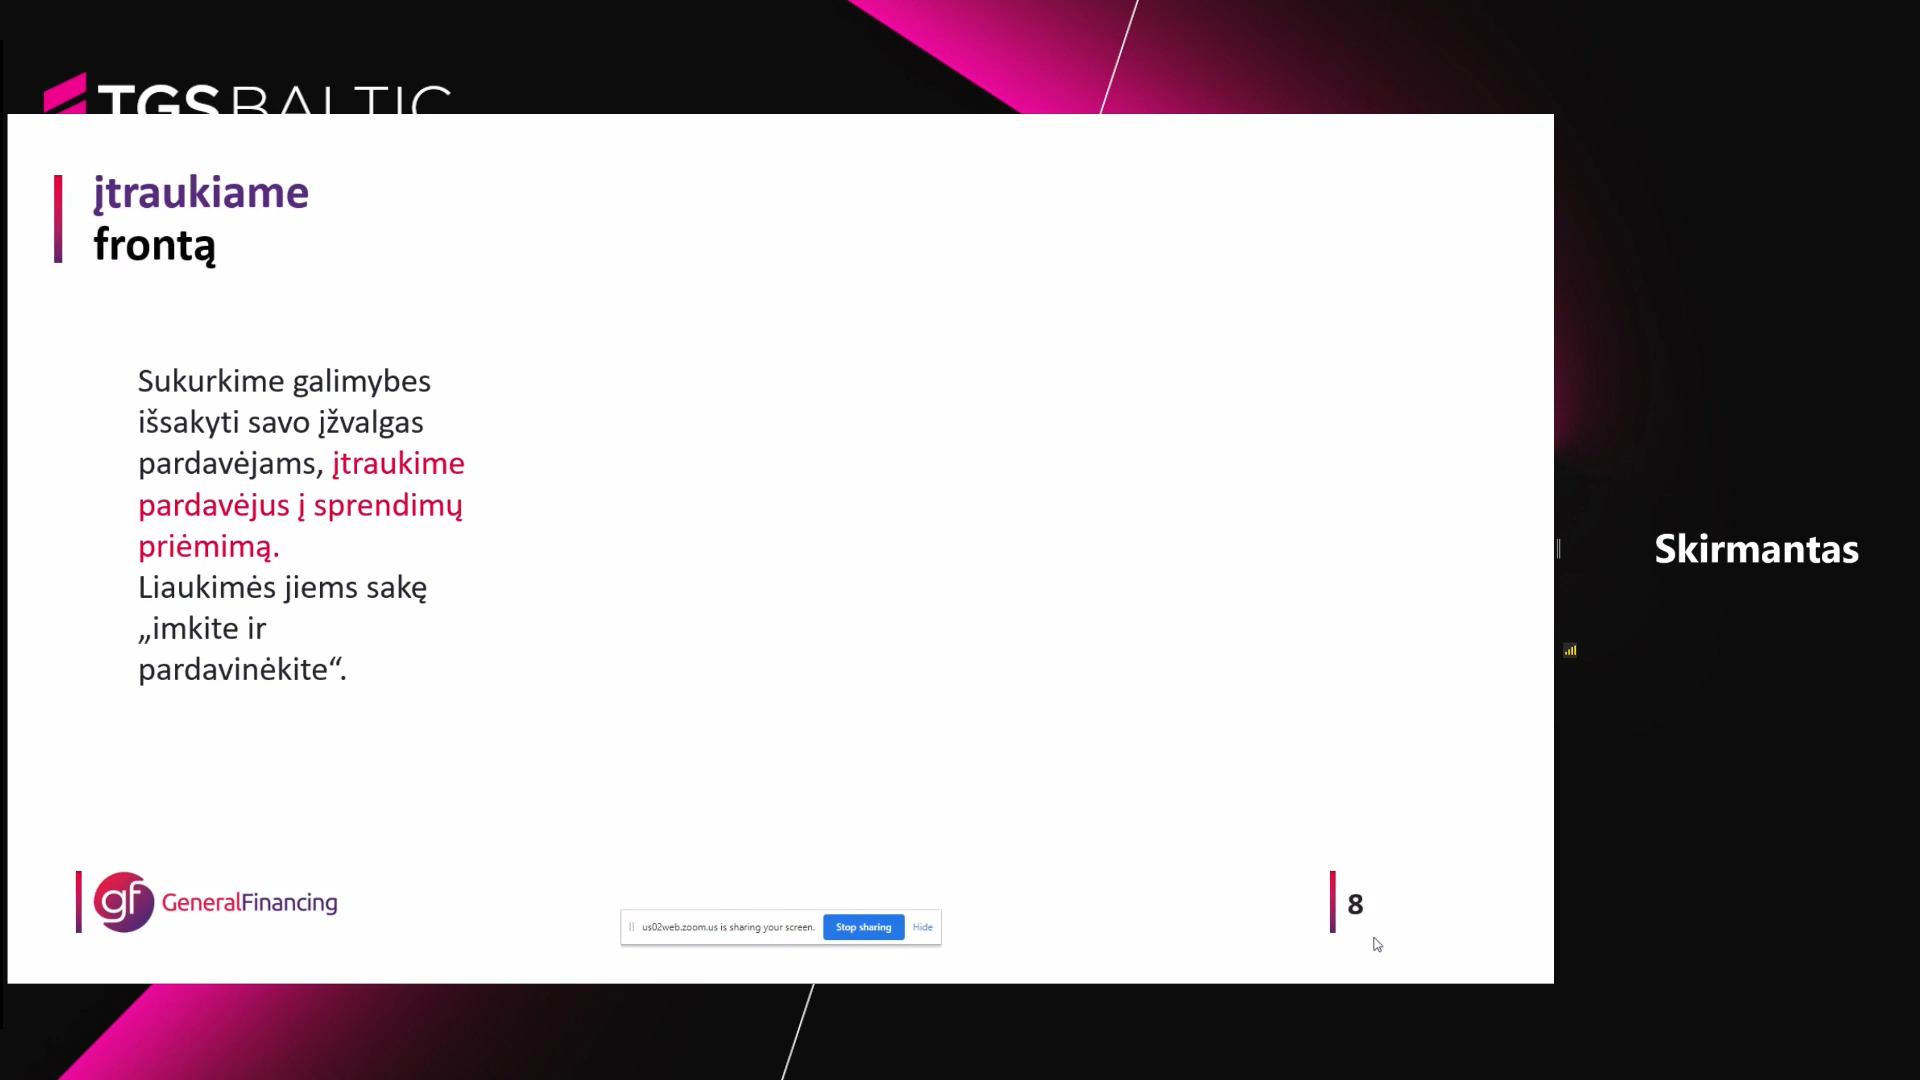 TGS BALTIC
įtraukiame
frontą
Sukurkime galimybes
išsakyti savo įžvalgas
pardavėjams, įtraukime
pardavėjus į sprendimų
priėmimą.
Liaukimės jiems sakę
„imkite ir
pardavinėkite“.
Skirmantas
gf GeneralFinancing
us02web.zoom.us is sharing your screen. Stop sharing Hide
8